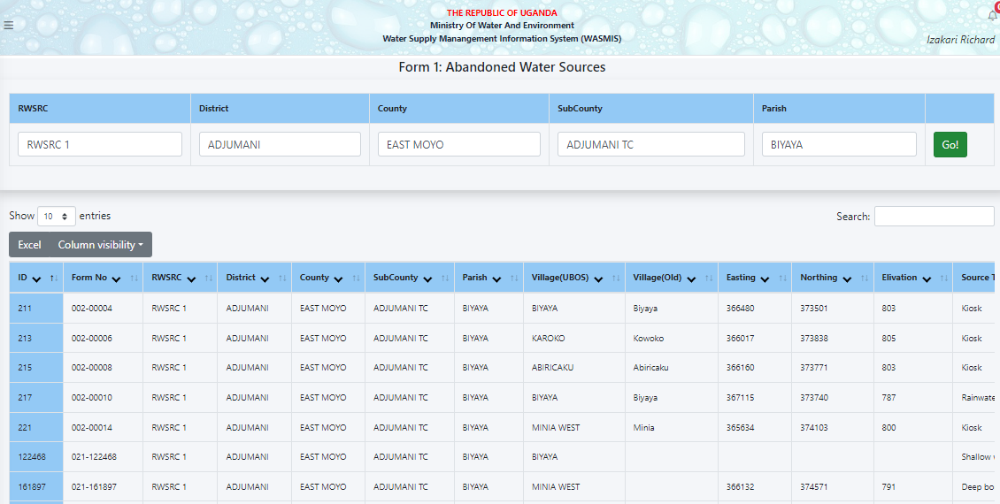 THE REPUBLIC OF UGANDA
Ministry Of Water And Environment
Water Supply Manangement Information System (WASMIS)
Izakari Richard
Form 1: Abandoned Water Sources
RWSRC District County SubCounty Parish
RWSRC 1 ADJUMANI EAST MOYO ADJUMANI TC BIYAYA Go!
Show 10 entries Search:
Excel Column visibility
ID Form No RWSRC District County SubCounty Parish Village(UBOS) Village(Old) Easting Northing Elivation Source
211 002-00004 RWSRC 1 ADJUMANI EAST MOYO ADJUMANI TC BIYAYA BIYAYA Biyaya 366480 373501 803 Kiosk
213 002-00006 RWSRC 1 ADJUMANI EAST MOYO ADJUMANI TC BIYAYA KAROKO Kowoko 366017 373838 805 Kiosk
215 002-00008 RWSRC 1 ADJUMANI EAST MOYO ADJUMANI TC BIYAYA ABIRICAKU Abiricaku 366160 373771 803 Kiosk
217 002-00010 RWSRC 1 ADJUMANI EAST MOYO ADJUMANI TC BIYAYA BIYAYA Biyaya 367115 373740 787 Rainwate
221 002-00014 RWSRC 1 ADJUMANI EAST MOYO ADJUMANI TC BIYAYA MINIA WEST Minia 365634 374103 800 Kiosk
122468 021-122468 RWSRC 1 ADJUMANI EAST MOYO ADJUMANI TC BIYAYA BIYAYA Shallow
161897 021-161897 RWSRC 1 ADJUMANI EAST MOYO ADJUMANI TC BIYAYA MINIA WEST 366132 374571 791 Deep bo